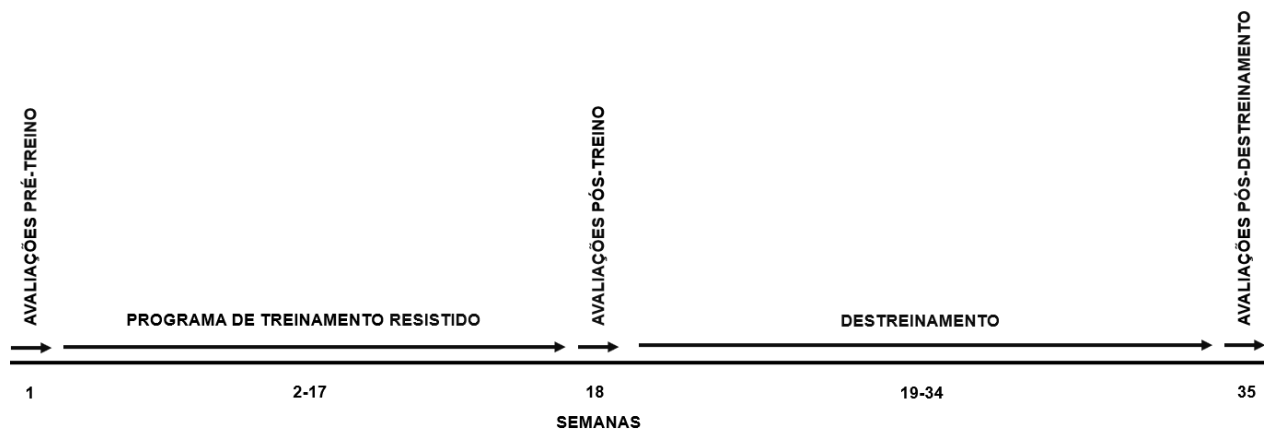 AVALIAÇÕES PRÉ-TREINO
PROGRAMA DE TREINAMENTO RESISTIDO
AVALIAÇÕES PÓS-TREINO
DESTREINAMENTO
AVALIAÇÕES PÓS-DESTREINAMENTO
1
2-17
18
19-34
35
SEMANAS